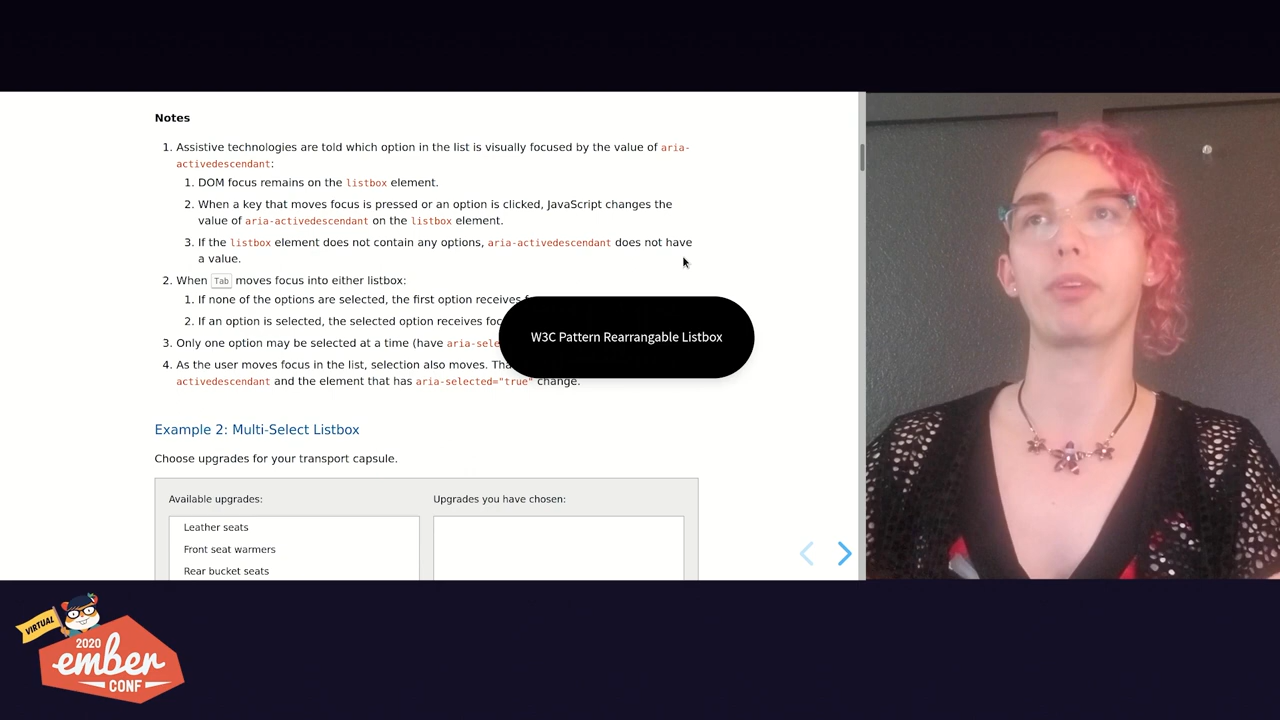 Notes
1. Assistive technologies are told which option in the list is visually focused by the value of aria-
activedescendant:
1. DOM focus remains on the listbox element.
2. When a key that moves focus is pressed or an option is clicked, JavaScript changes the
value of aria-activedescendant on the listbox element.
3. If the listbox element does not contain any options, aria-activedescendant does not have
a value.
2. When Tab moves focus into either listbox:
1. If none of the options are selected, the first option receives
2. If an option is selected, the selected option receives
W3C Pattern Rearrangable Listbox
3. Only one option may be selected at a time (have
4. As the user moves focus in the list, selection also moves.
activedescendant and the element that has aria-selected="true" change.
Example 2: Multi-Select Listbox
Choose upgrades for your transport capsule.
Available upgrades:
Upgrades you have chosen:
Leather seats
Front seat warmers
Rear bucket seats
VIRTUAL
2020
ember
CONF